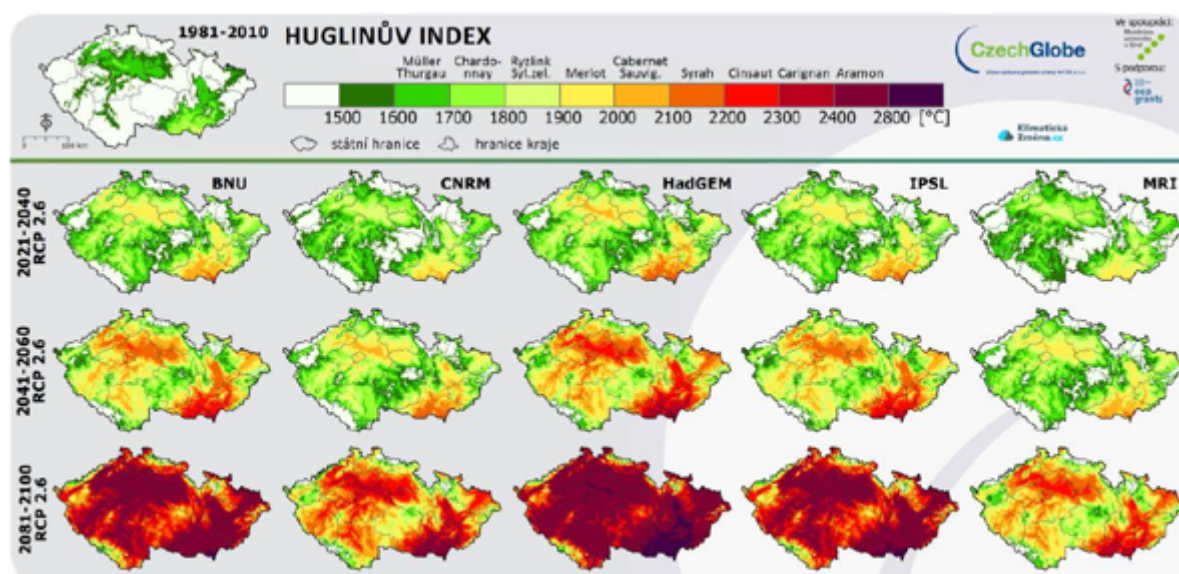 1981-2010
HUGLINŮV INDEX
Müller Thurgau
Chardo- nnay
Ryzlink Syl.zel.
Merlot
Cabernet Sauvig.
Syrah
Cinsaut
Carignan
Aramon
1500 1600 1700 1800 1900 2000 2100 2200 2300 2400 2800 [°C]
státní hranice
hranice kraje
CzechGlobe
Ve spolupráci:
S podporou:
eea grants
Klimatická
Změna.cz
BNU
CNRM
HadGEM
IPSL
MRI
2021-2040
RCP 2.6
2041-2060
RCP 2.6
2081-2100
RCP 2.6